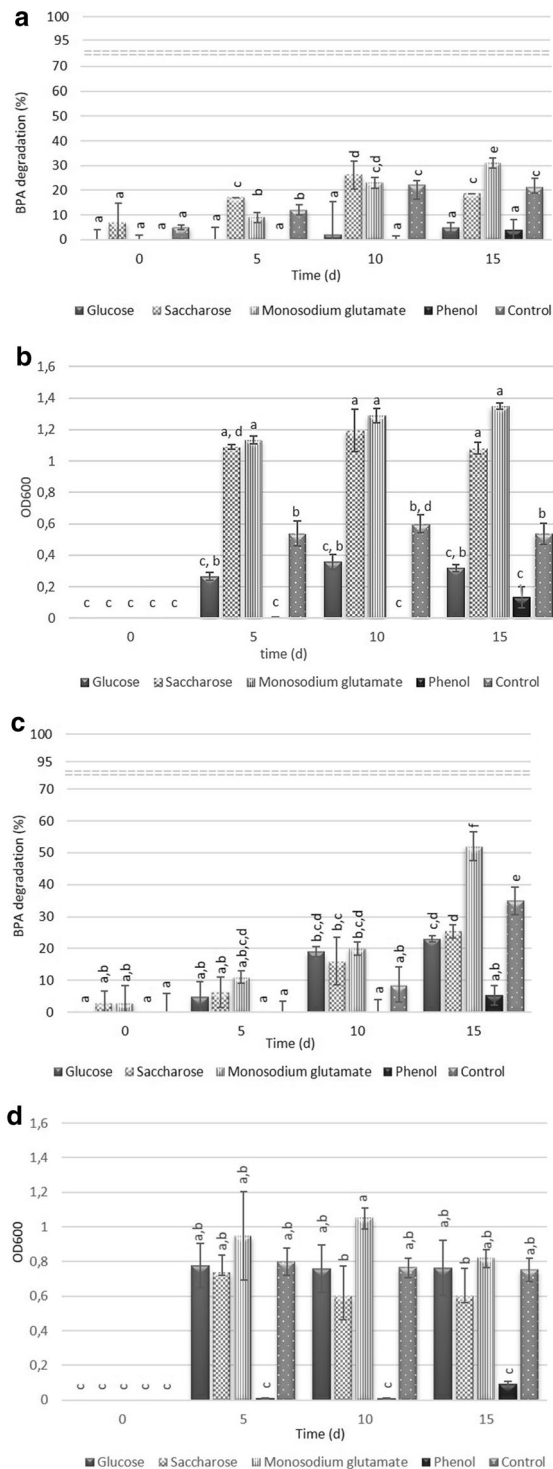 a
100
95
70
60
50
40
30
20
10
0
BPA degradation (%)
a a a a a
a c b a b
a d c,d a c
a c e a c
0 5 10 15
Time (d)
Glucose Saccharose Monosodium glutamate Phenol Control
b
1,6
1,4
1,2
1
0,8
0,6
0,4
0,2
0
OD600
c c c c c
c, b a, d a c b
c, b a a c b, d
c, b a a c b
0 5 10 15
time (d)
Glucose Saccharose Monosodium glutamate Phenol Control
c
100
95
70
60
50
40
30
20
10
0
BPA degradation (%)
a a,b a,b a a
a,b a,b a,b,c,d a a
b,c,d b,c b,c,d a a,b
c,d d f a,b e
0 5 10 15
Time (d)
Glucose Saccharose Monosodium glutamate Phenol Control
d
1,6
1,4
1,2
1
0,8
0,6
0,4
0,2
0
OD600
c c c c c
a,b a,b a,b c a,b
a,b b a c a,b
a,b b a,b c a,b
0 5 10 15
Time (d)
Glucose Saccharose Monosodium glutamate Phenol Control